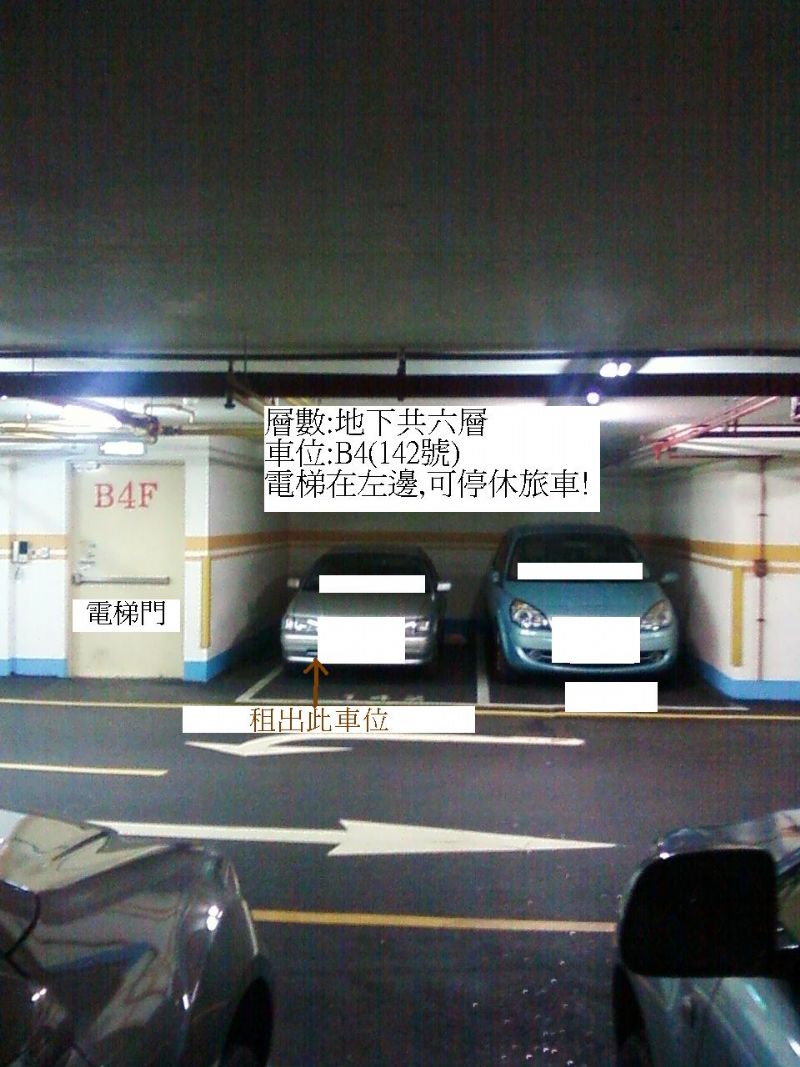 層數:地下共六層
車位:B4(142號)
電梯在左邊,可停休旅車!
B4F
電梯門
租出此車位